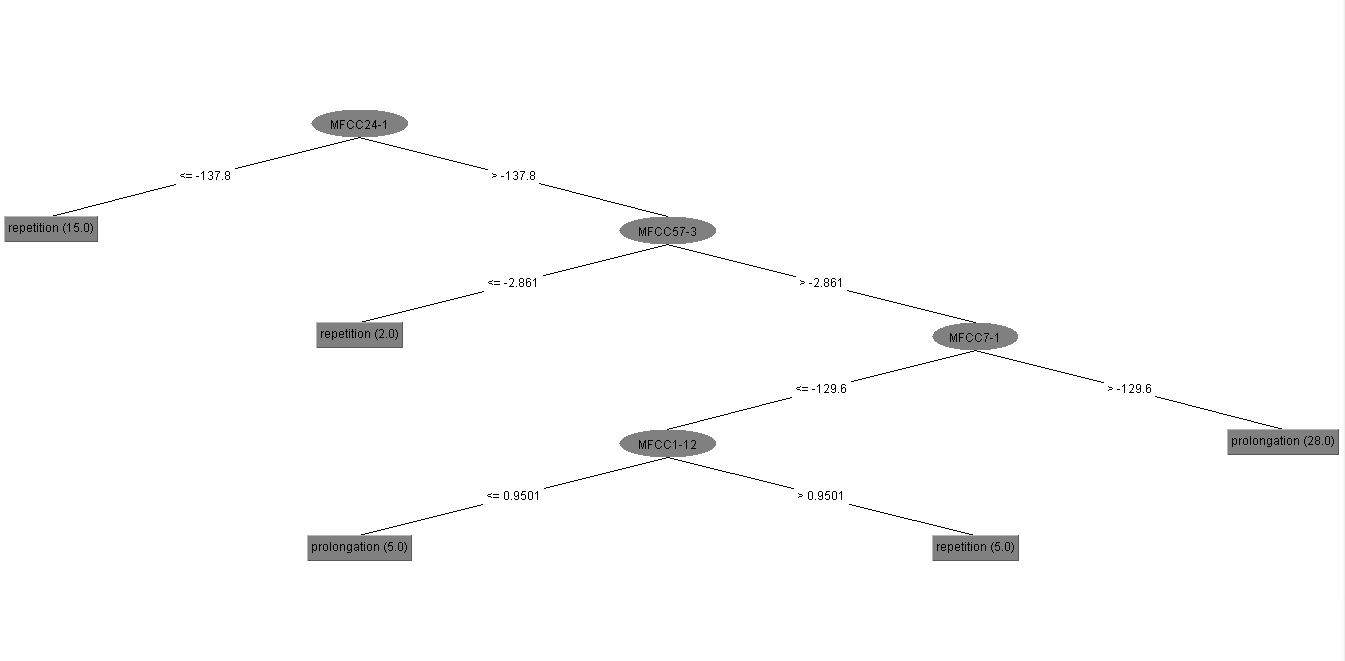 MFCC24-1
<= -137.8
> -137.8
repetition (15.0)
MFCC57-3
<= -2.861
> -2.861
repetition (2.0)
MFCC7-1
<= -129.6
> -129.6
MFCC1-12
prolongation (28.0)
<= 0.9501
> 0.9501
prolongation (5.0)
repetition (5.0)